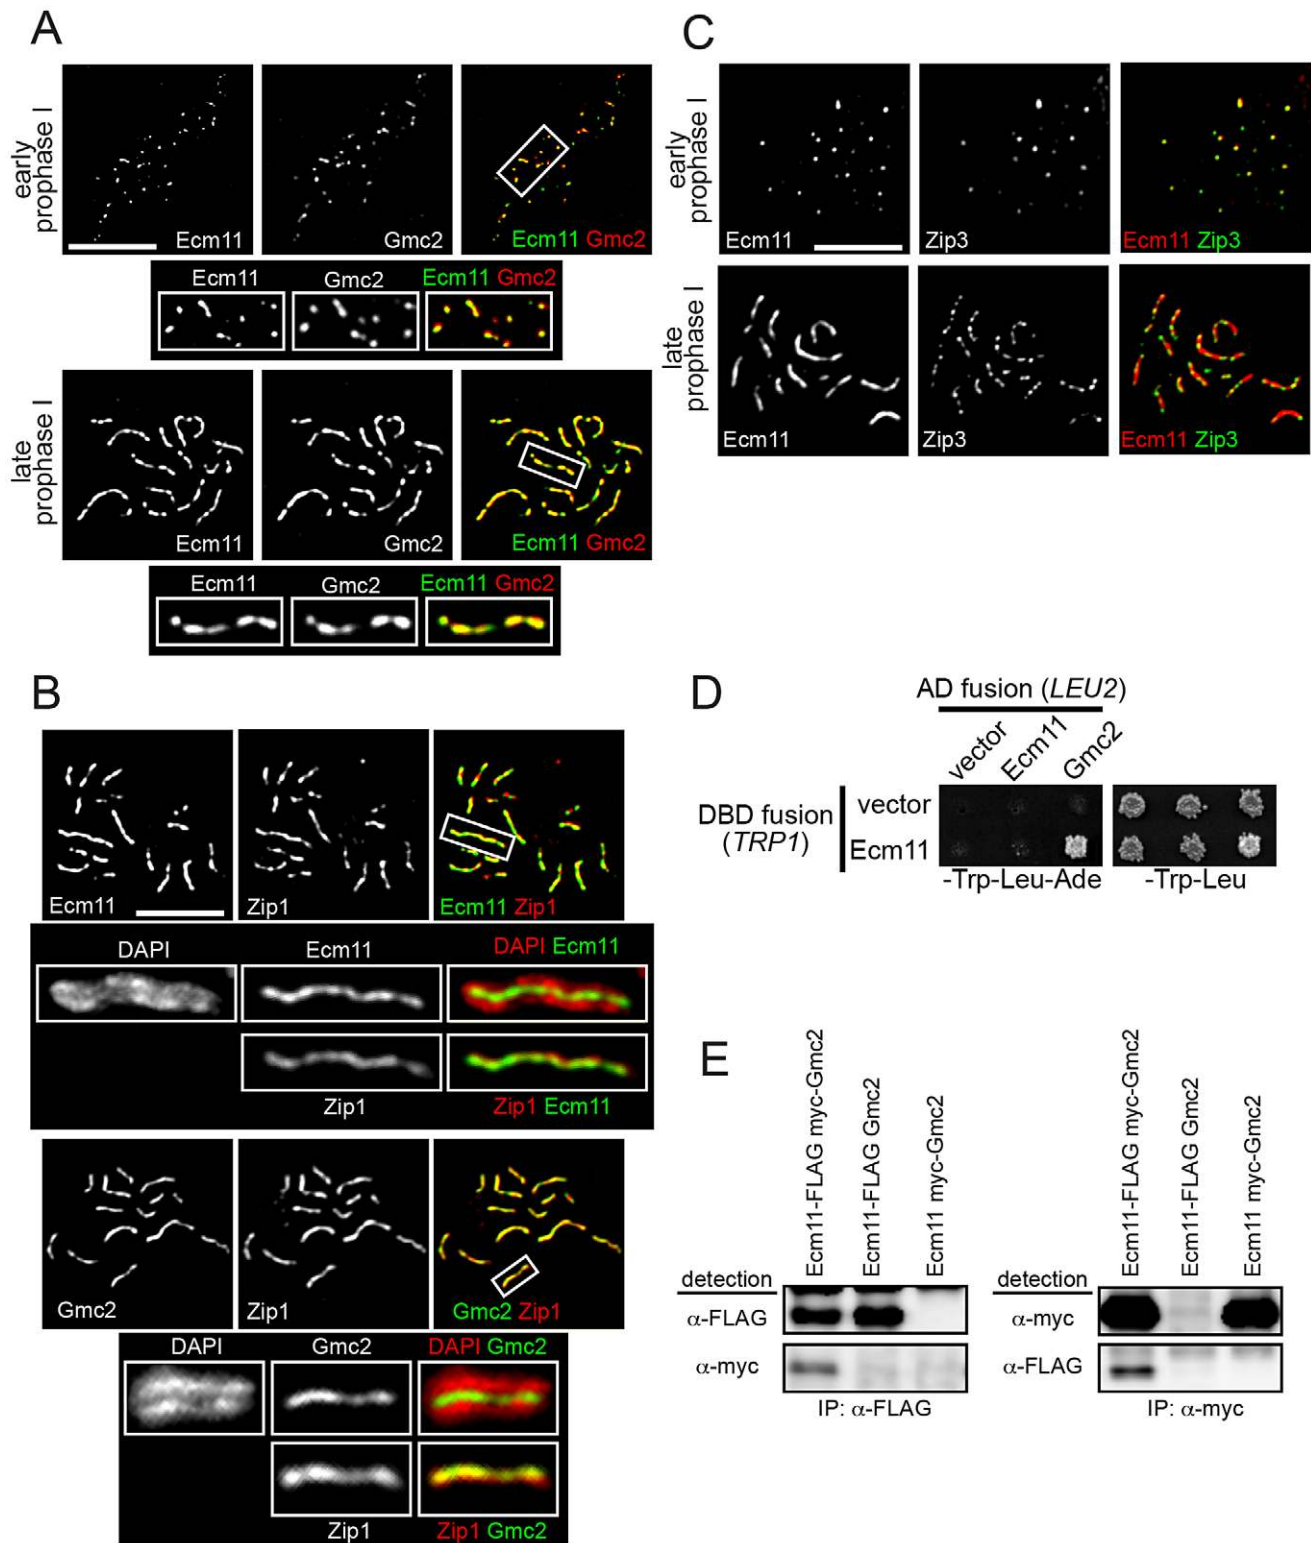 A
early
prophase I
Ecm11
Gmc2
Ecm11 Gmc2
Ecm11
Gmc2
Ecm11 Gmc2
late
prophase I
Ecm11
Gmc2
Ecm11 Gmc2
Ecm11
Gmc2
Ecm11 Gmc2
B
Ecm11
Zip1
Ecm11 Zip1
DAPI
Ecm11
DAPI Ecm11
Zip1
Zip1 Ecm11
Gmc2
Zip1
Gmc2 Zip1
DAPI
Gmc2
DAPI Gmc2
Zip1
Zip1 Gmc2
C
early
prophase I
Ecm11
Zip3
Ecm11 Zip3
late
prophase I
Ecm11
Zip3
Ecm11 Zip3
D
AD fusion (LEU2)
vector
Ecm11
Gmc2
DBD fusion
(TRP1)
vector
Ecm11
-Trp-Leu-Ade
-Trp-Leu
E
Ecm11-FLAG myc-Gmc2
Ecm11-FLAG Gmc2
Ecm11 myc-Gmc2
detection
α-FLAG
α-myc
IP: α-FLAG
Ecm11-FLAG myc-Gmc2
Ecm11-FLAG Gmc2
Ecm11 myc-Gmc2
detection
α-myc
α-FLAG
IP: α-myc